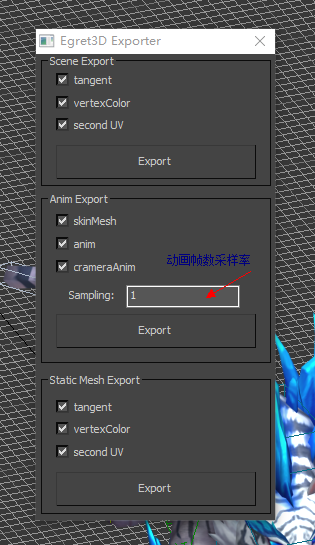 Egret3D Exporter
Scene Export
tangent
vertexColor
second UV
Export
Anim Export
skinMesh
anim
crameraAnim
动画帧数采样率
Sampling: 1
Export
Static Mesh Export
tangent
vertexColor
second UV
Export